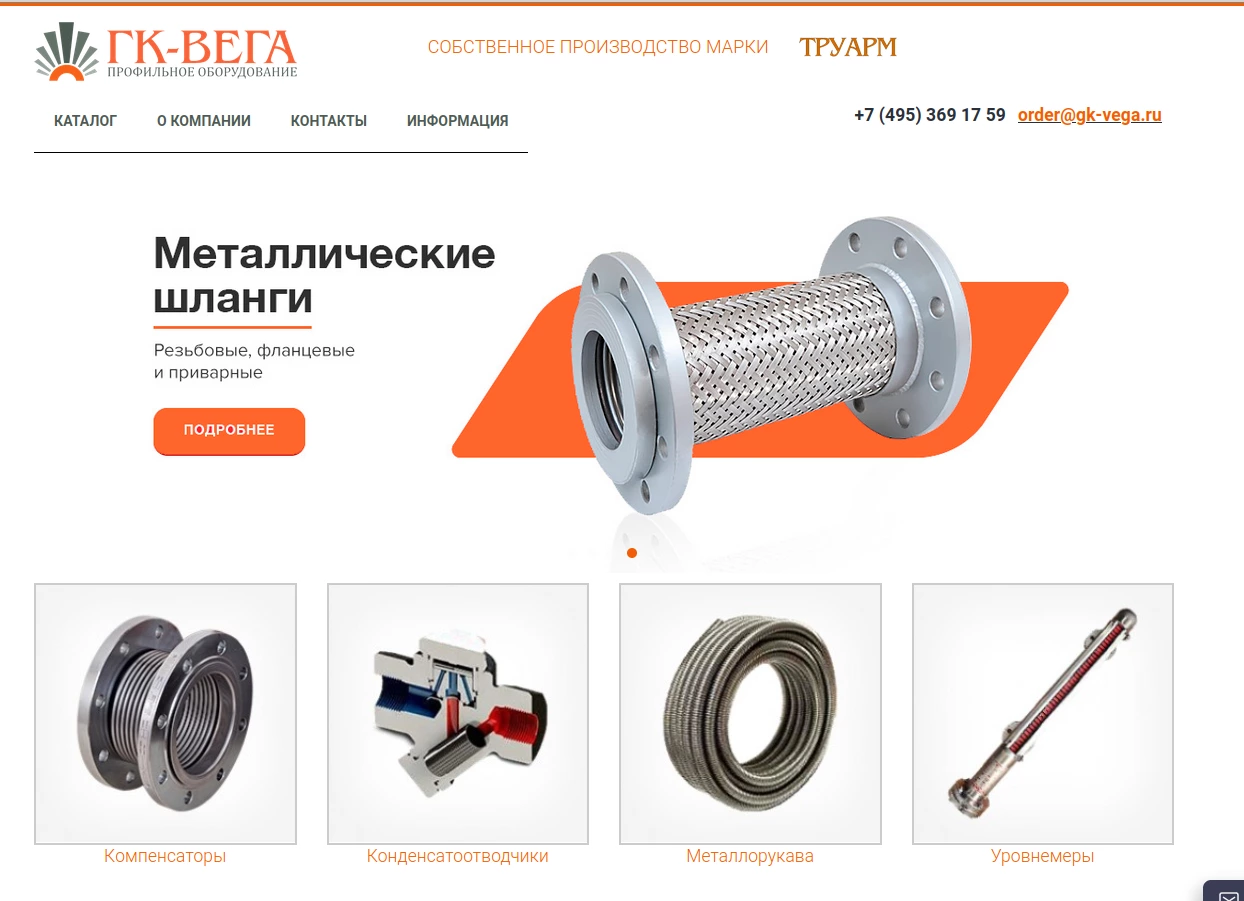 ГК-ВЕГА
ПРОФИЛЬНОЕ ОБОРУДОВАНИЕ
СОБСТВЕННОЕ ПРОИЗВОДСТВО МАРКИ ТРУАРМ
КАТАЛОГ О КОМПАНИИ КОНТАКТЫ ИНФОРМАЦИЯ
+7 (495) 369 17 59 order@gk-vega.ru
Металлические
шланги
Резьбовые, фланцевые
и приварные
ПОДРОБНЕЕ
Компенсаторы Конденсатоотводчики Металлорукава Уровнемеры